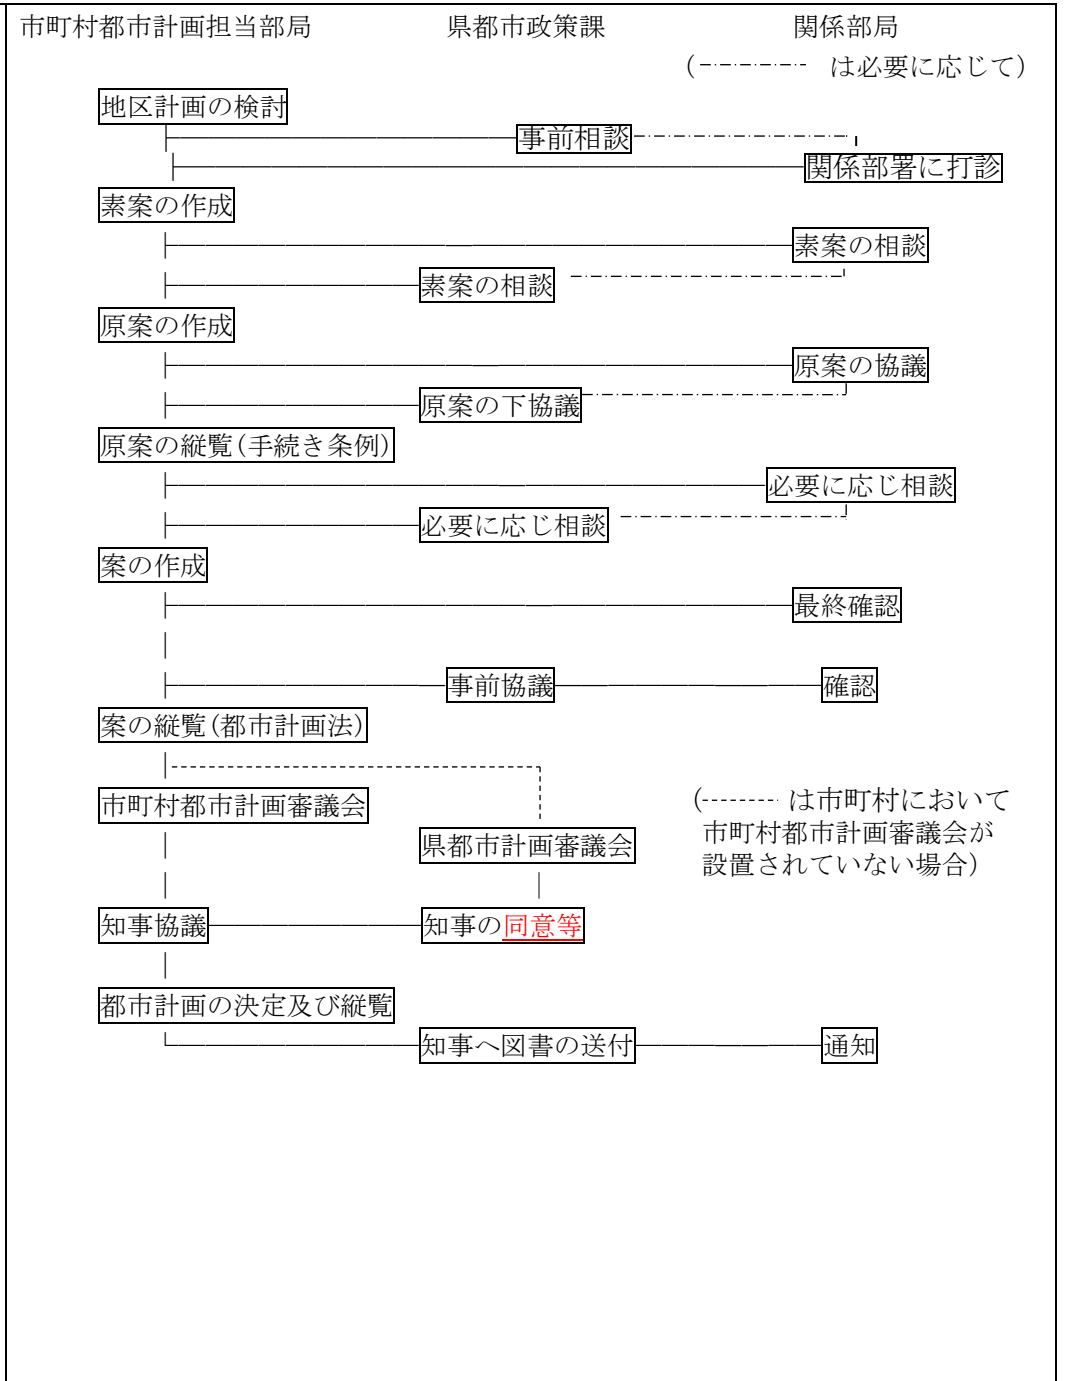 市町村都市計画担当部局 県都市政策課 関係部局
(-・-・-・-・- は必要に応じて)
地区計画の検討
事前相談
関係部署に打診
素案の作成
素案の相談
素案の相談
原案の作成
原案の協議
原案の下協議
原案の縦覧(手続き条例)
必要に応じ相談
必要に応じ相談
案の作成
最終確認
事前協議 確認
案の縦覧(都市計画法)
市町村都市計画審議会
(-------- は市町村において
市町村都市計画審議会が
設置されていない場合)
県都市計画審議会
知事協議 知事の同意等
都市計画の決定及び縦覧
知事へ図書の送付 通知